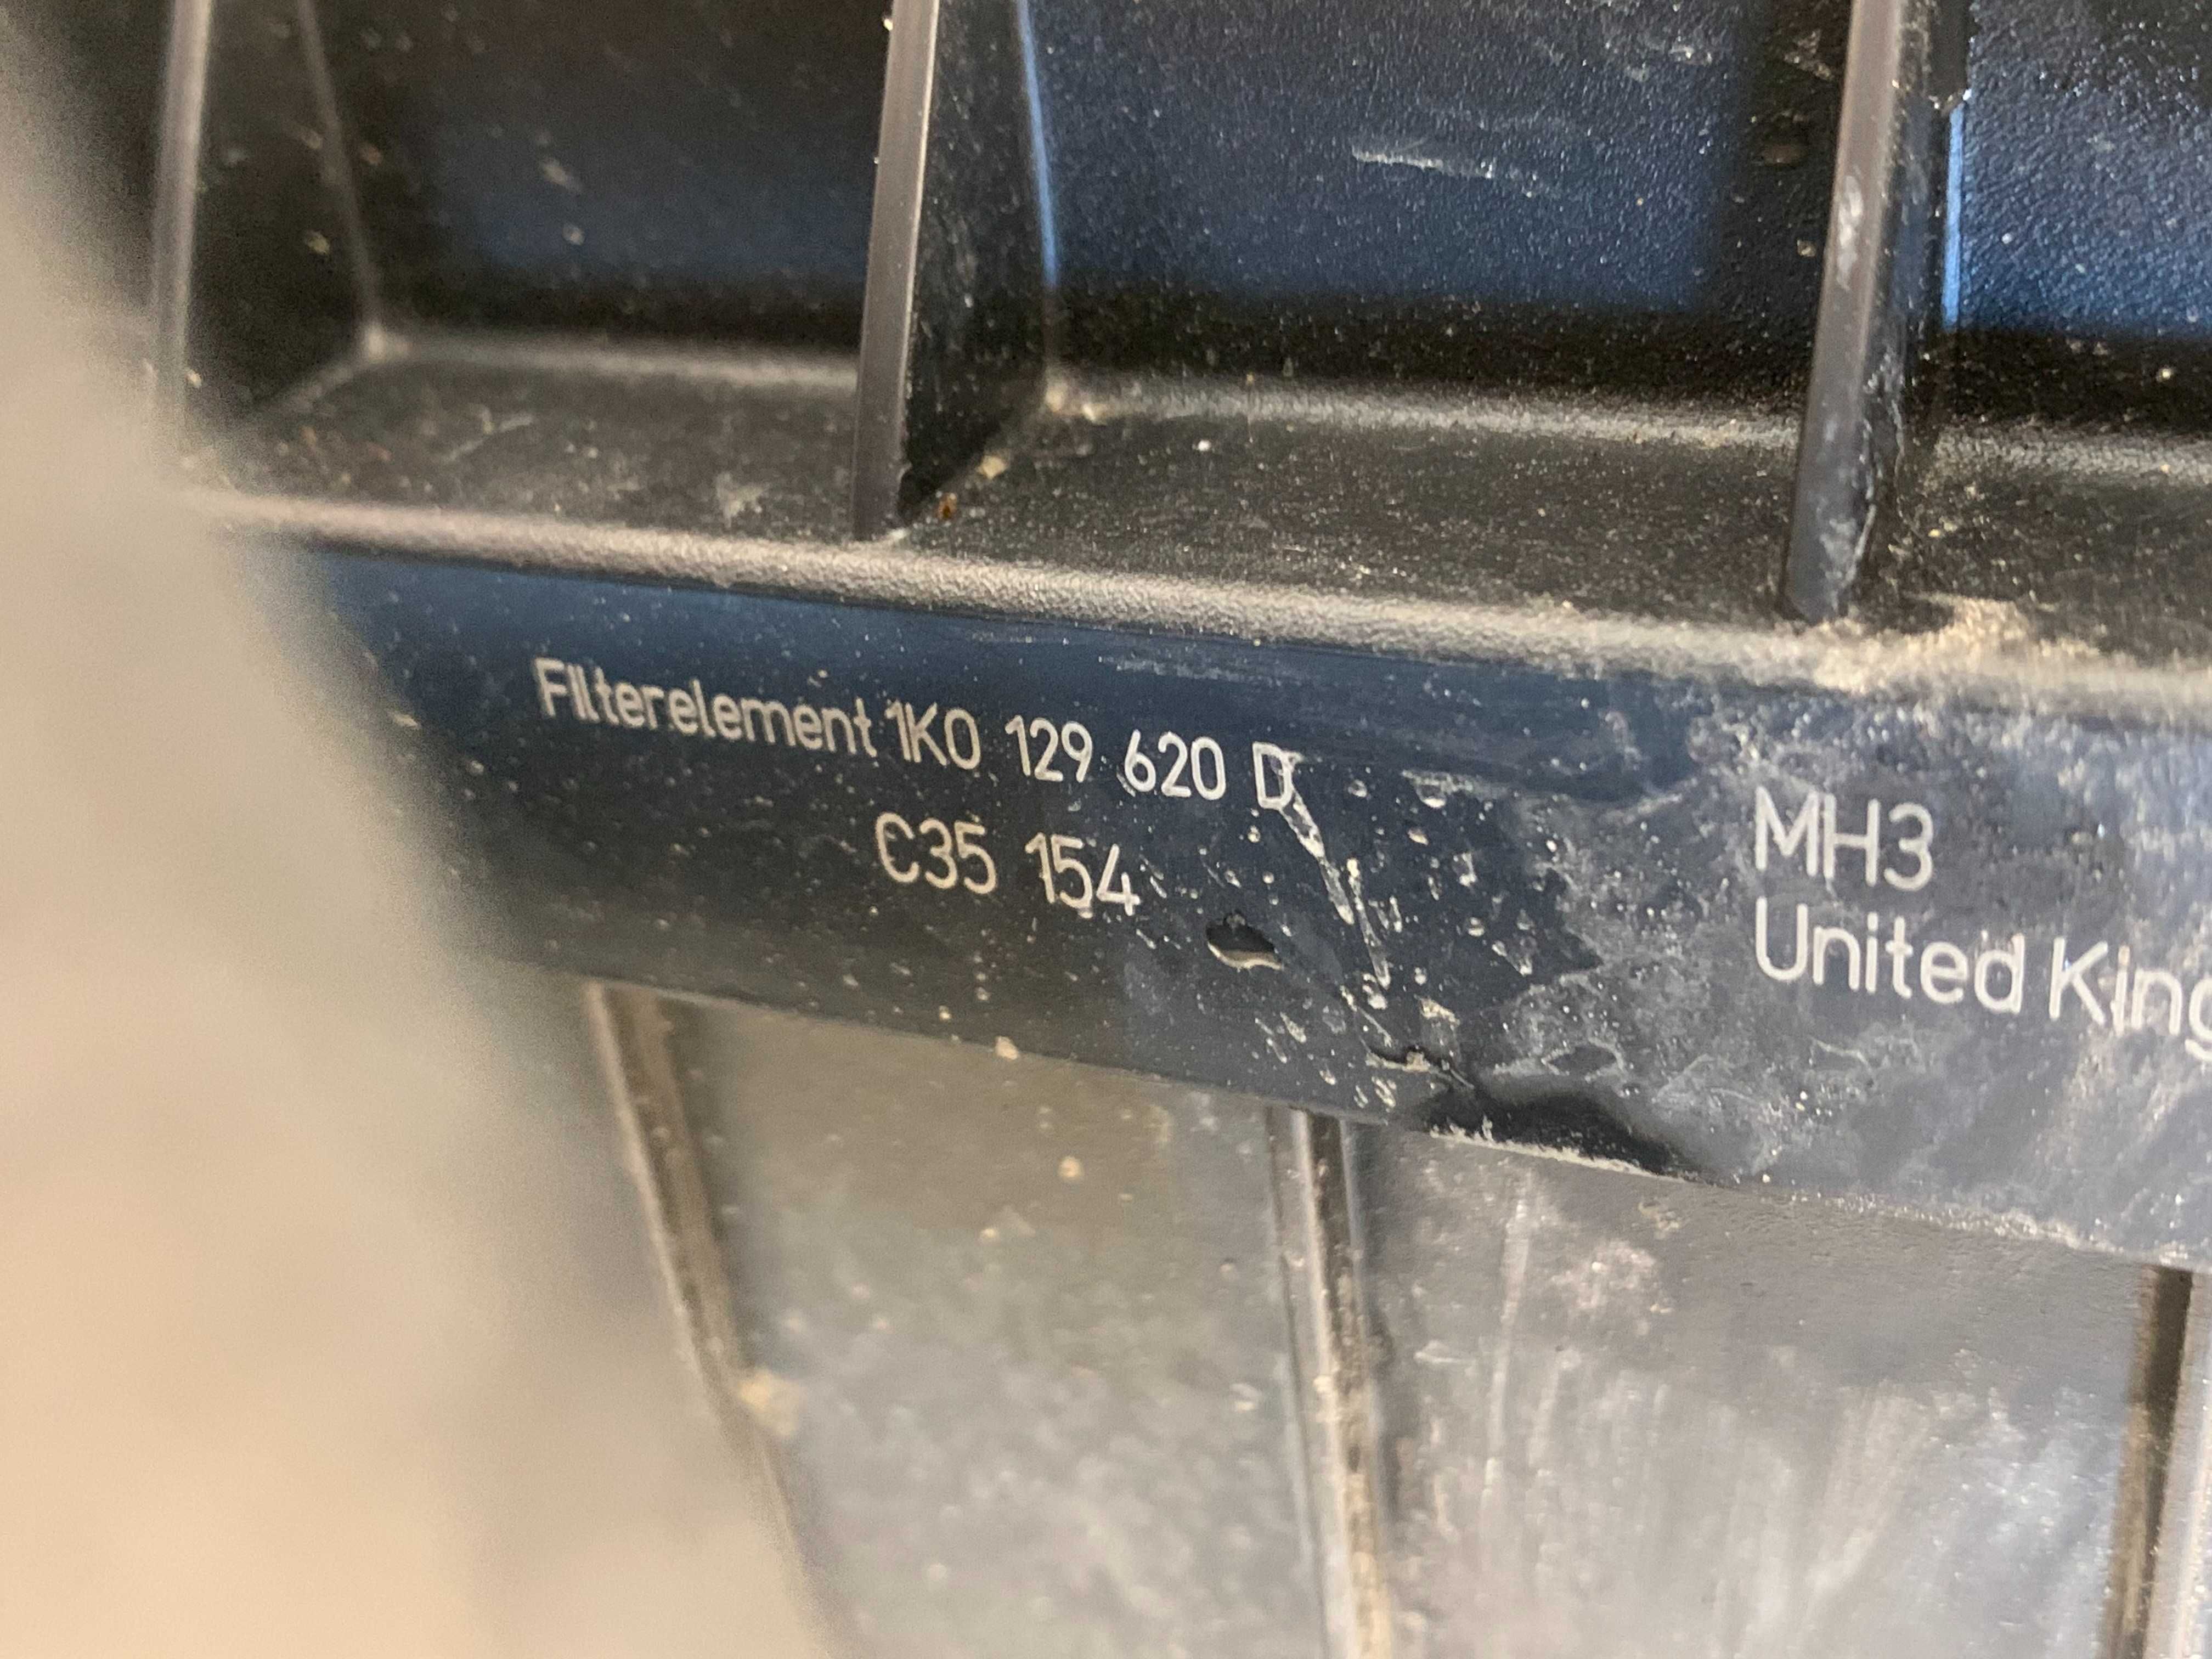 Filterelement 1K0 129 620 D
C35 154
MH3
United King